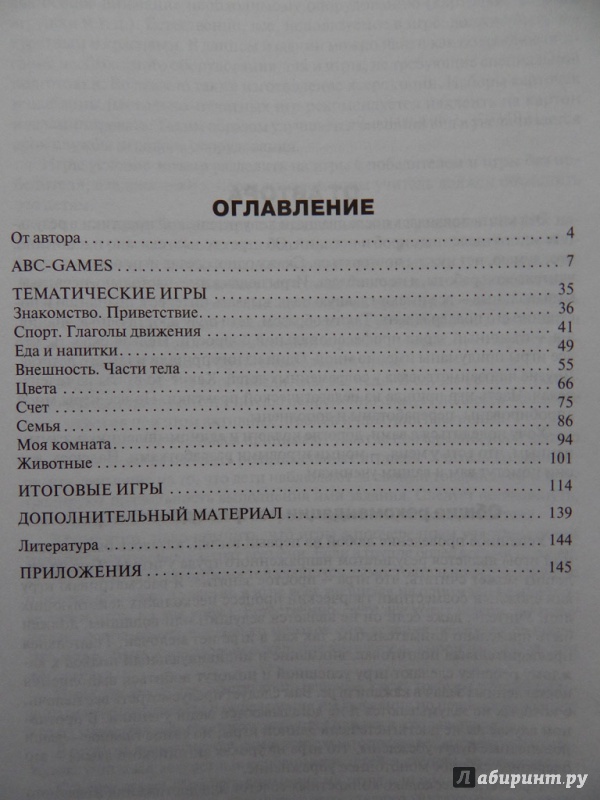 ОГЛАВЛЕНИЕ
От автора 4
ABC-GAMES 7
ТЕМАТИЧЕСКИЕ ИГРЫ 35
Знакомство. Приветствие. 36
Спорт. Глаголы движения 41
Еда и напитки 49
Внешность. Части тела 55
Цвета 66
Счет 75
Семья 86
Моя комната 94
Животные 101
ИТОГОВЫЕ ИГРЫ 114
ДОПОЛНИТЕЛЬНЫЙ МАТЕРИАЛ 139
Литература 144
ПРИЛОЖЕНИЯ 145
Лабиринт.ру